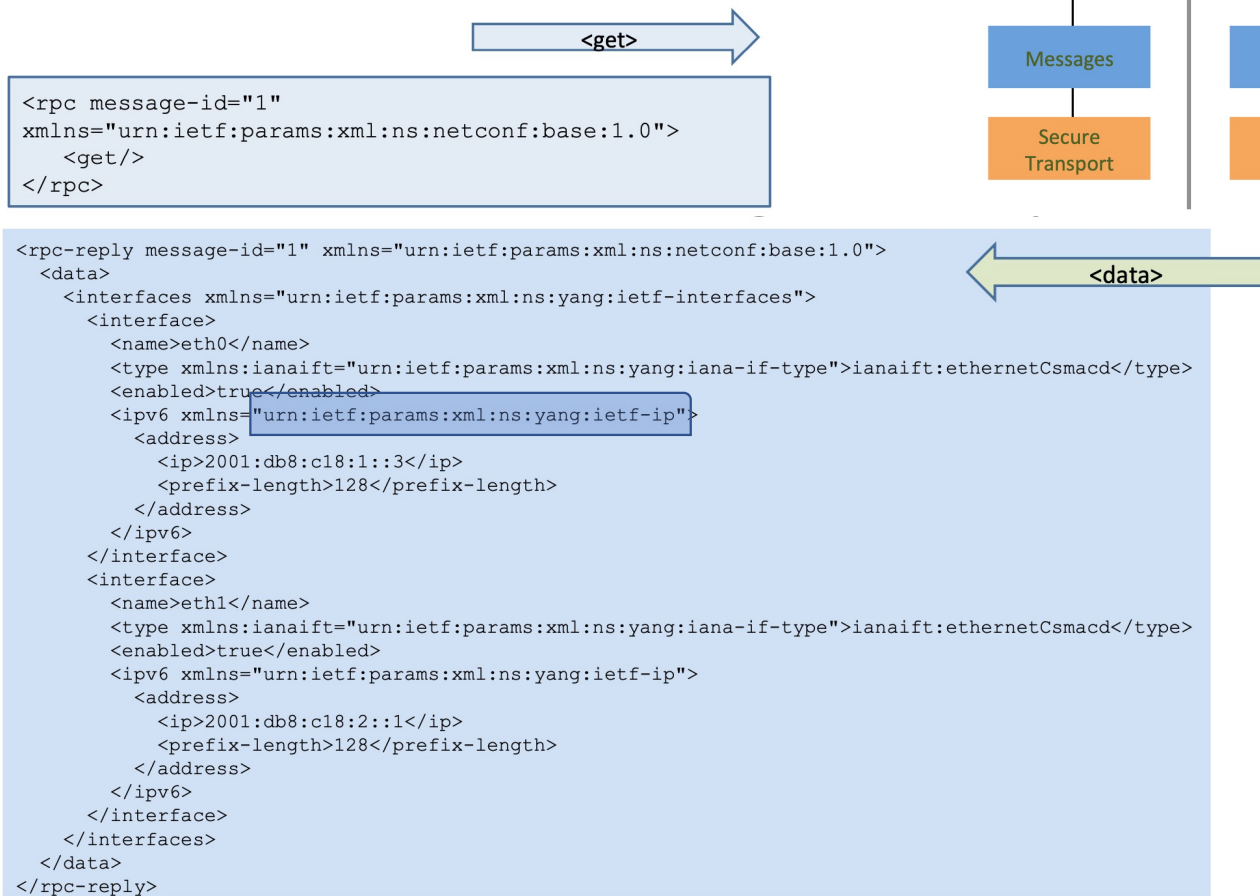 <get>
Messages
<rpc message-id="1"
xmlns="urn:ietf:params:xml:ns:netconf:base:1.0">
   <get/>
</rpc>
Secure
Transport
<rpc-reply message-id="1" xmlns="urn:ietf:params:xml:ns:netconf:base:1.0">
  <data>
<data>
    <interfaces xmlns="urn:ietf:params:xml:ns:yang:ietf-interfaces">
      <interface>
        <name>eth0</name>
        <type xmlns:ianaift="urn:ietf:params:xml:ns:yang:iana-if-type">ianaift:ethernetCsmacd</type>
        <enabled>true</enabled>
        <ipv6 xmlns="urn:ietf:params:xml:ns:yang:ietf-ip">
          <address>
            <ip>2001:db8:c18:1::3</ip>
            <prefix-length>128</prefix-length>
          </address>
        </ipv6>
      </interface>
      <interface>
        <name>eth1</name>
        <type xmlns:ianaift="urn:ietf:params:xml:ns:yang:iana-if-type">ianaift:ethernetCsmacd</type>
        <enabled>true</enabled>
        <ipv6 xmlns="urn:ietf:params:xml:ns:yang:ietf-ip">
          <address>
            <ip>2001:db8:c18:2::1</ip>
            <prefix-length>128</prefix-length>
          </address>
        </ipv6>
      </interface>
    </interfaces>
  </data>
</rpc-reply>